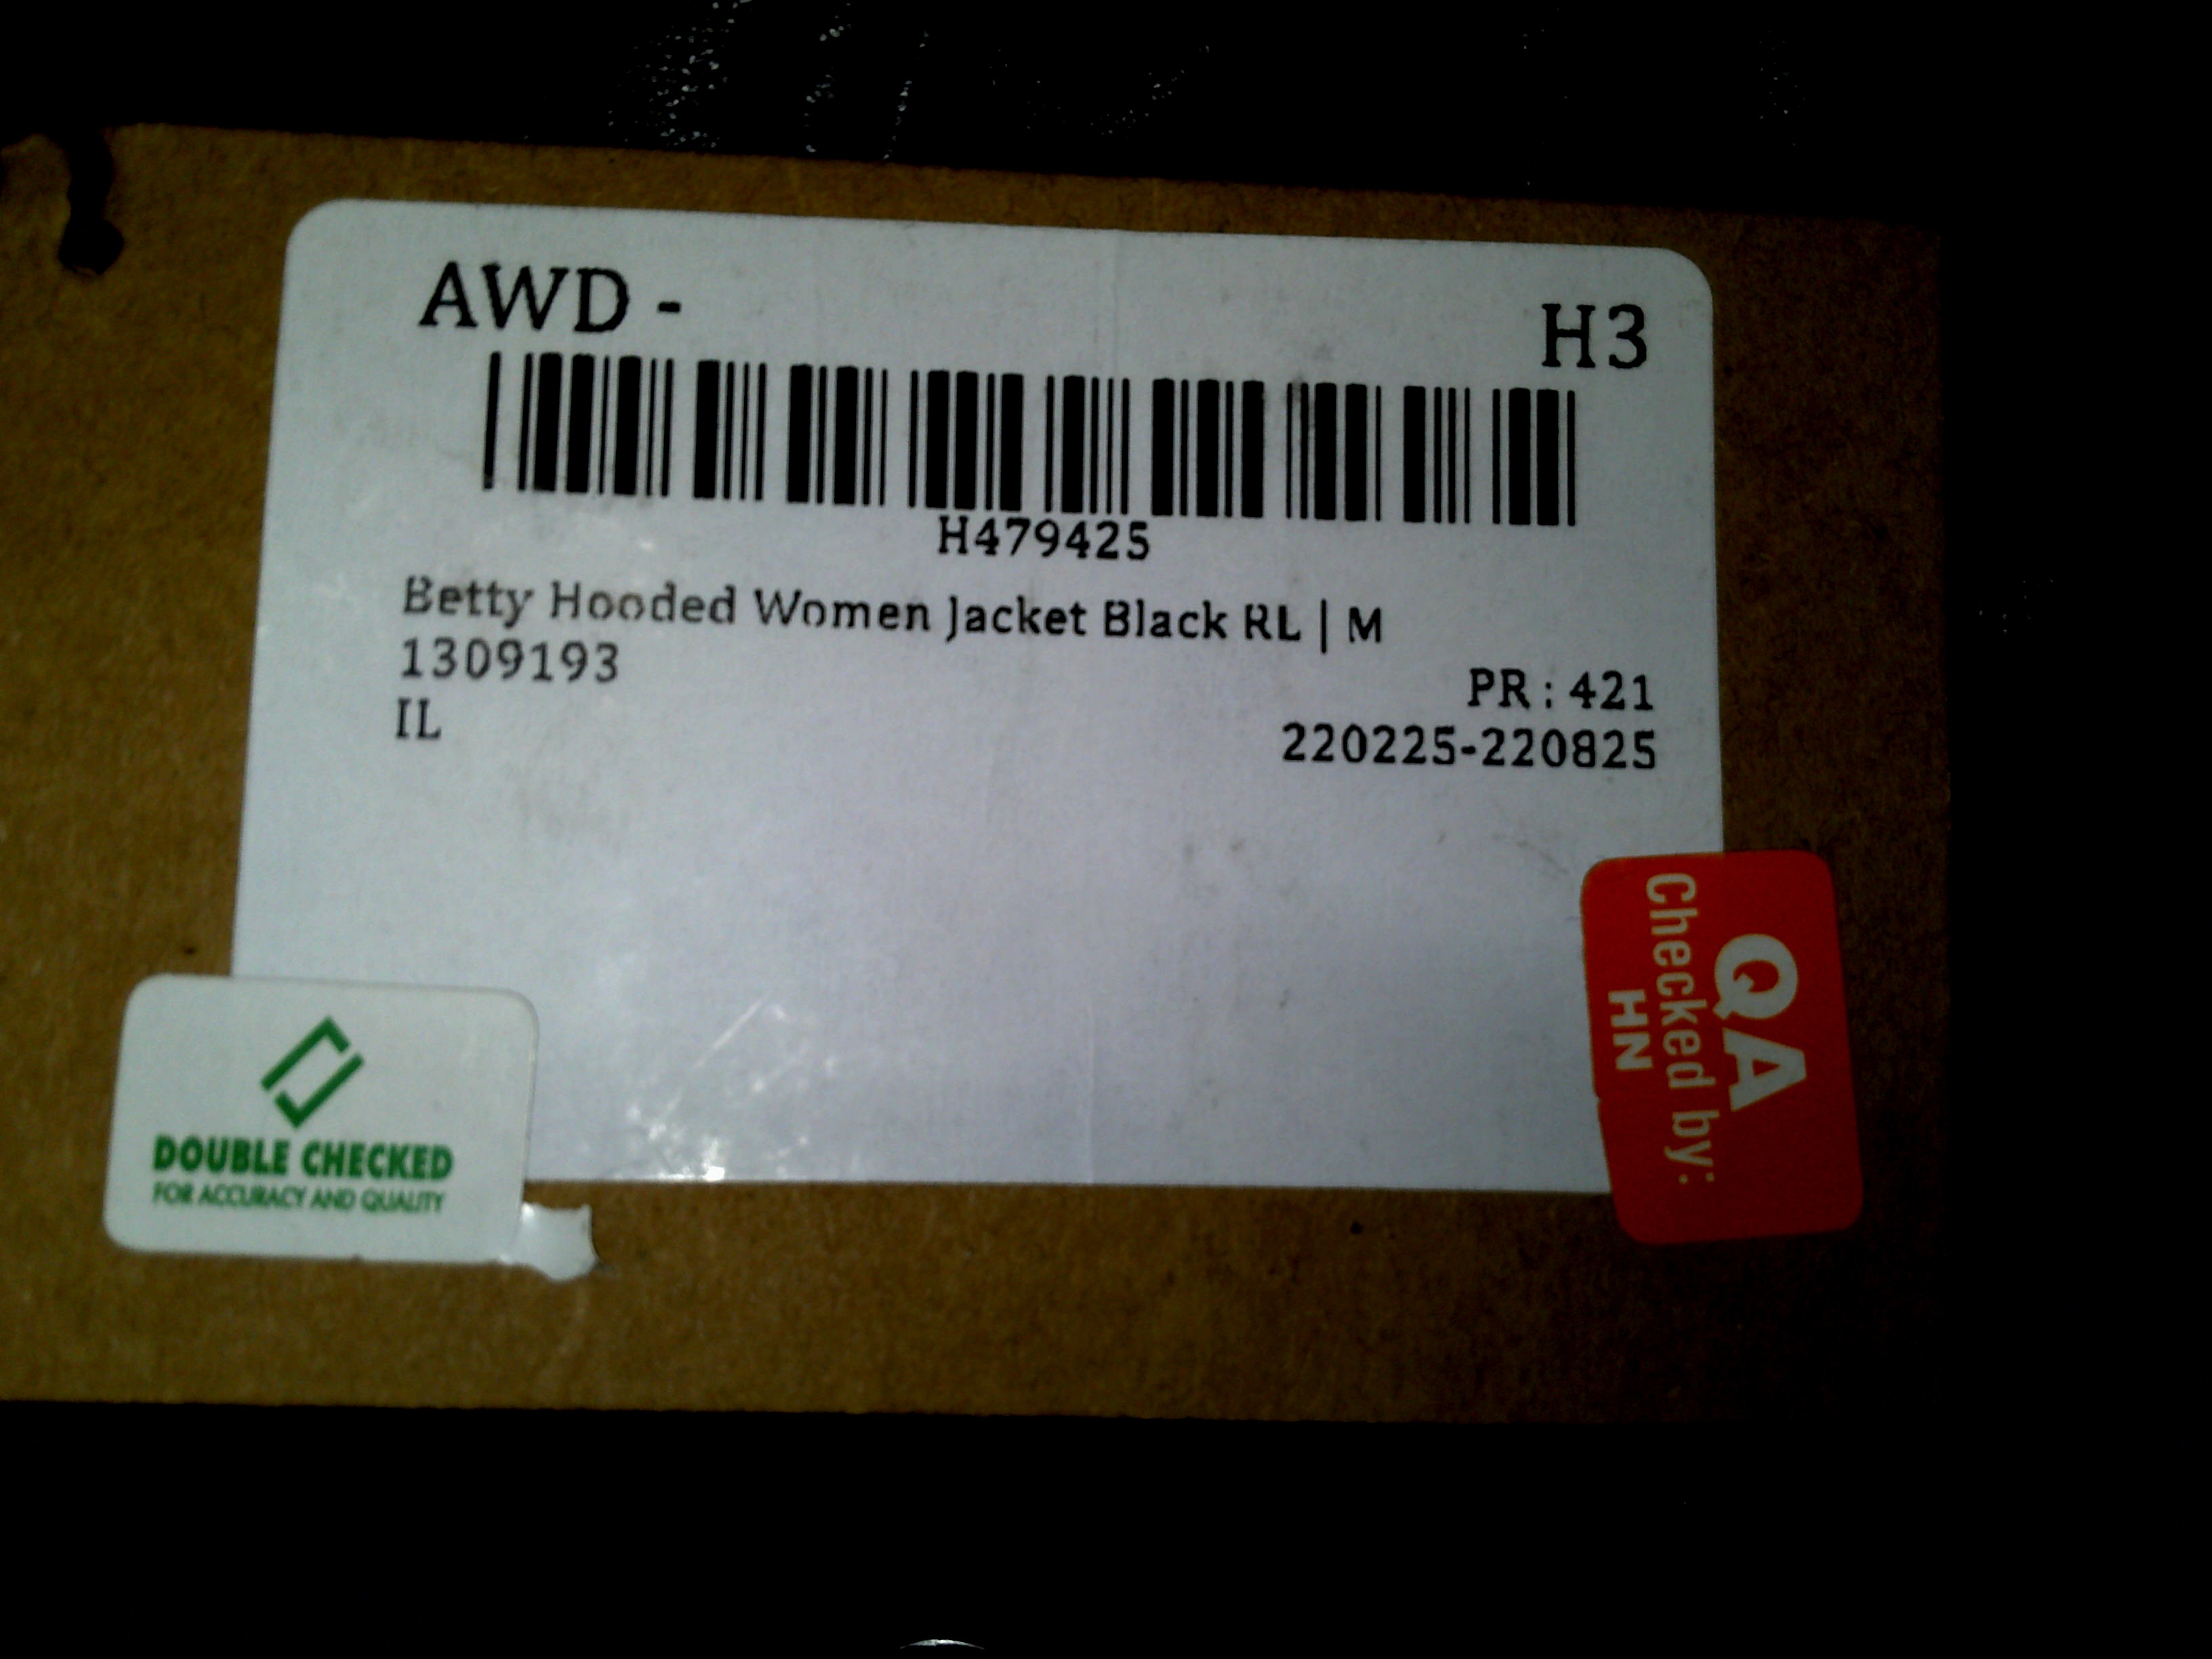 AWD - H3
H479425
Betty Hooded Women Jacket Black RL | M
1309193
PR : 421
IL
220225-220825
QA
Checked by:
HN
DOUBLE CHECKED
FOR ACCURACY AND QUALITY